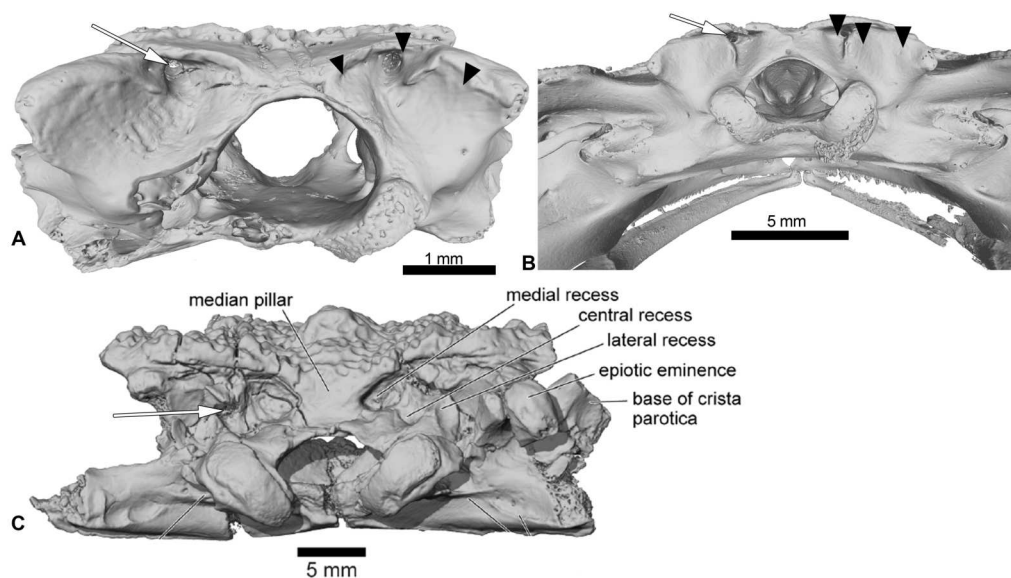 A
1 mm
B
5 mm
median pillar
medial recess
central recess
lateral recess
epiotic eminence
base of crista
parotica
C
5 mm